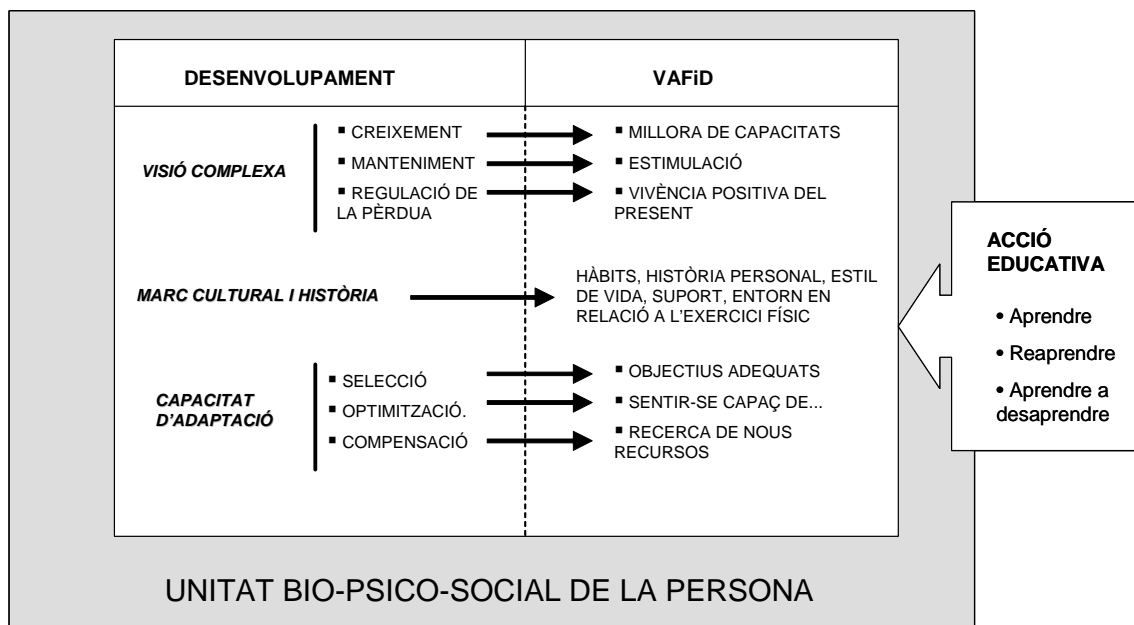 DESENVOLUPAMENT
VAFiD
VISIÓ COMPLEXA
▪ CREIXEMENT
▪ MANTENIMENT
▪ REGULACIÓ DE
LA PÈRDUA
▪ MILLORA DE CAPACITATS
▪ ESTIMULACIÓ
▪ VIVÈNCIA POSITIVA DEL
PRESENT
MARC CULTURAL I HISTÒRIA
HÀBITS, HISTÒRIA PERSONAL, ESTIL
DE VIDA, SUPORT, ENTORN EN
RELACIÓ A L'EXERCICI FÍSIC
CAPACITAT
D'ADAPTACIÓ
▪ SELECCIÓ
▪ OPTIMITZACIÓ.
▪ COMPENSACIÓ
▪ OBJECTIUS ADEQUATS
▪ SENTIR-SE CAPAÇ DE...
▪ RECERCA DE NOUS
RECURSOS
ACCIÓ
EDUCATIVA
• Aprendre
• Reaprendre
• Aprendre a
desaprendre
UNITAT BIO-PSICO-SOCIAL DE LA PERSONA